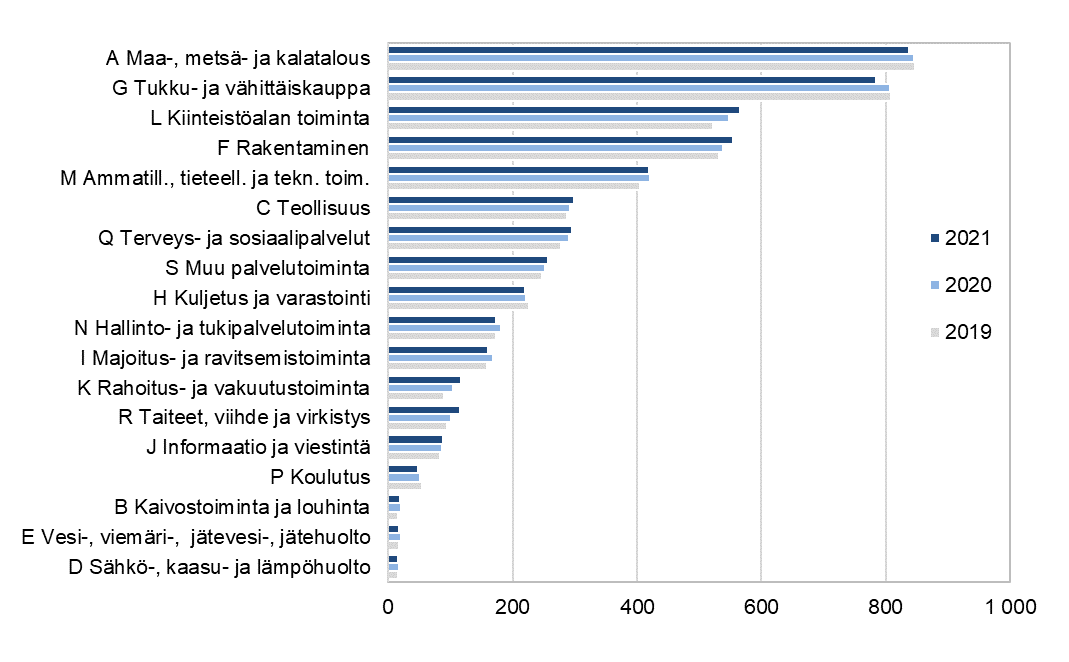 A Maa-, metsä- ja kalatalous
G Tukku- ja vähittäiskauppa
L Kiinteistöalan toiminta
F Rakentaminen
M Ammatill., tieteell. ja tekn. toim.
C Teollisuus
Q Terveys- ja sosiaalipalvelut
S Muu palvelutoiminta
H Kuljetus ja varastointi
N Hallinto- ja tukipalvelutoiminta
I Majoitus- ja ravitsemistoiminta
K Rahoitus- ja vakuutustoiminta
R Taiteet, viihde ja virkistys
J Informaatio ja viestintä
P Koulutus
B Kaivostoiminta ja louhinta
E Vesi-, viemäri-,  jätevesi-, jätehuolto
D Sähkö-, kaasu- ja lämpöhuolto
2021
2020
2019
0 200 400 600 800 1 000